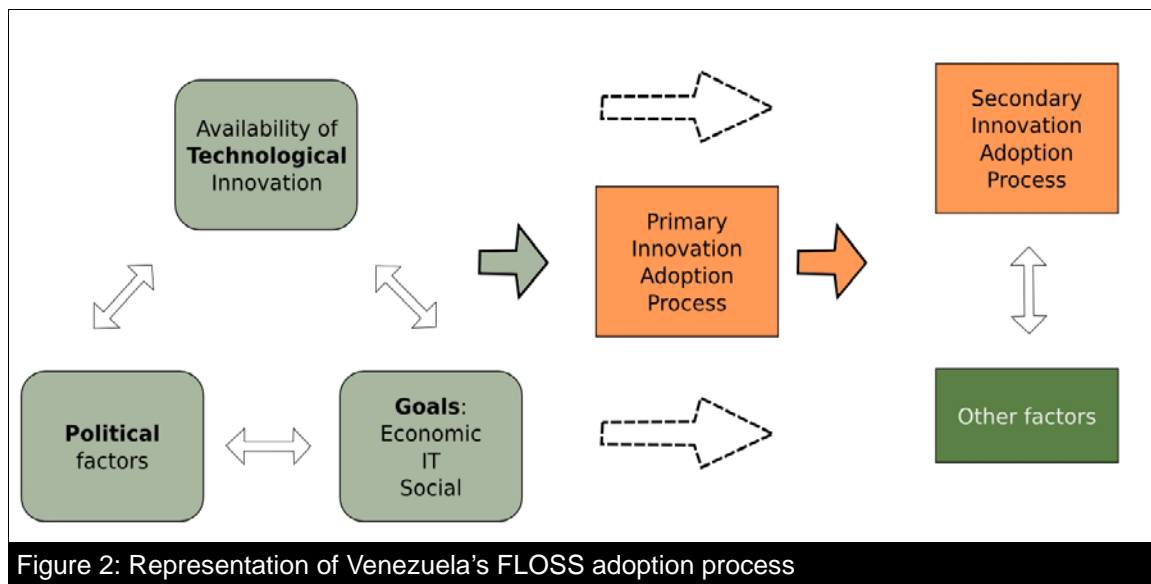 Availability of
Technological
Innovation
Political
factors
Goals:
Economic
IT
Social
Primary
Innovation
Adoption
Process
Secondary
Innovation
Adoption
Process
Other factors
Figure 2: Representation of Venezuela’s FLOSS adoption process